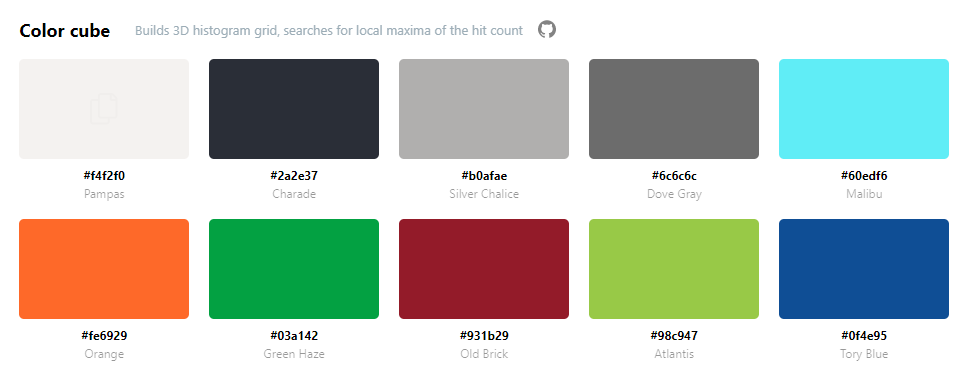 Color cube
Builds 3D histogram grid, searches for local maxima of the hit count
#f4f2f0 #2a2e37 #b0afae #6c6c6c #60edf6
Pampas Charade Silver Chalice Dove Gray Malibu
#fe6929 #03a142 #931b29 #98c947 #0f4e95
Orange Green Haze Old Brick Atlantis Tory Blue